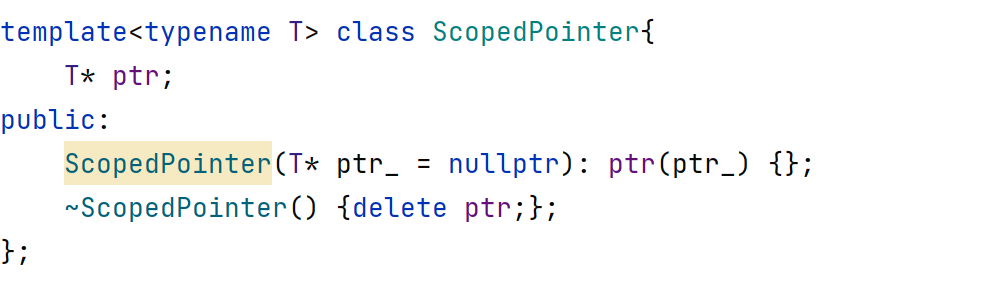 template<typename T> class ScopedPointer{
    T* ptr;
public:
    ScopedPointer(T* ptr_ = nullptr): ptr(ptr_) {};
    ~ScopedPointer() {delete ptr;};
};